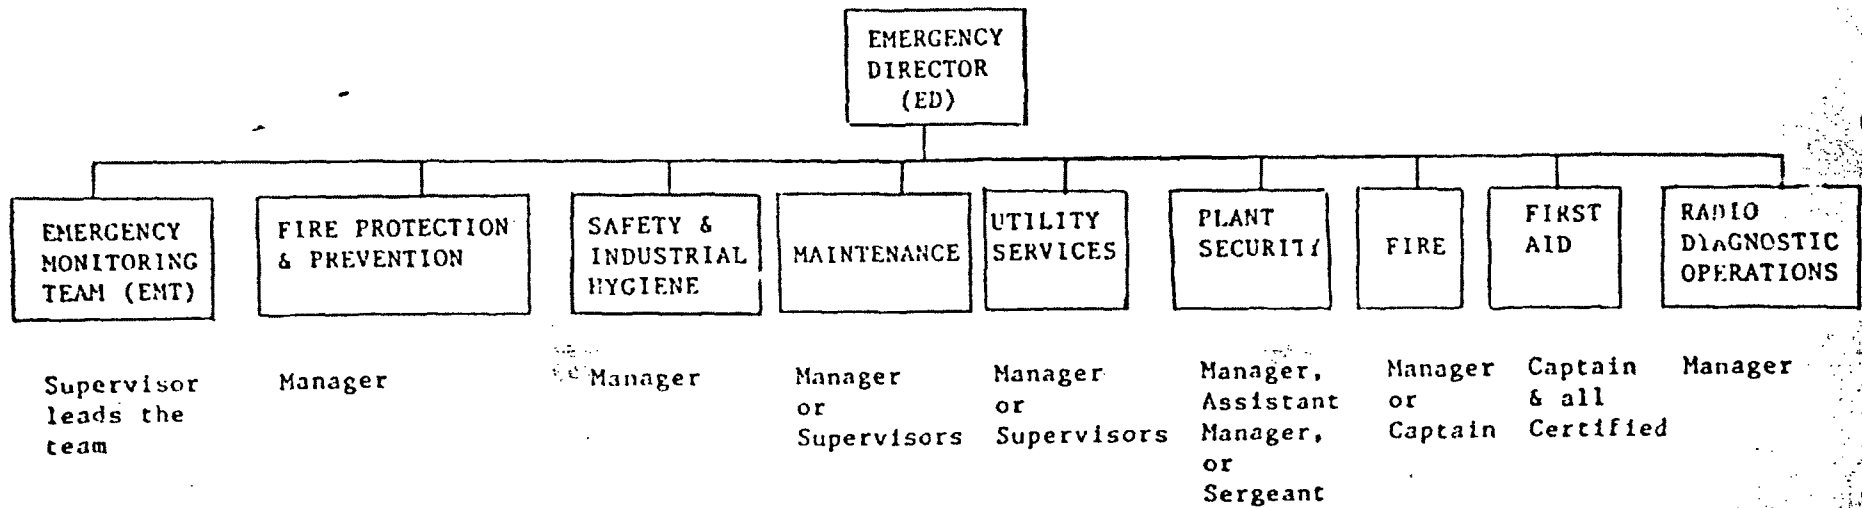 EMERGENCY
DIRECTOR
(ED)
EMERGENCY
MONITORING
TEAM (EMT)
FIRE PROTECTION
& PREVENTION
SAFETY &
INDUSTRIAL
HYGIENE
MAINTENANCE
UTILITY
SERVICES
PLANT
SECURITY
FIRE
FIRST
AID
RADIO
DIAGNOSTIC
OPERATIONS
Supervisor
leads the
team
Manager
Manager
Manager
or
Supervisors
Manager
or
Supervisors
Manager,
Assistant
Manager,
or
Sergeant
Manager
or
Captain
Captain
& all
Certified
Manager